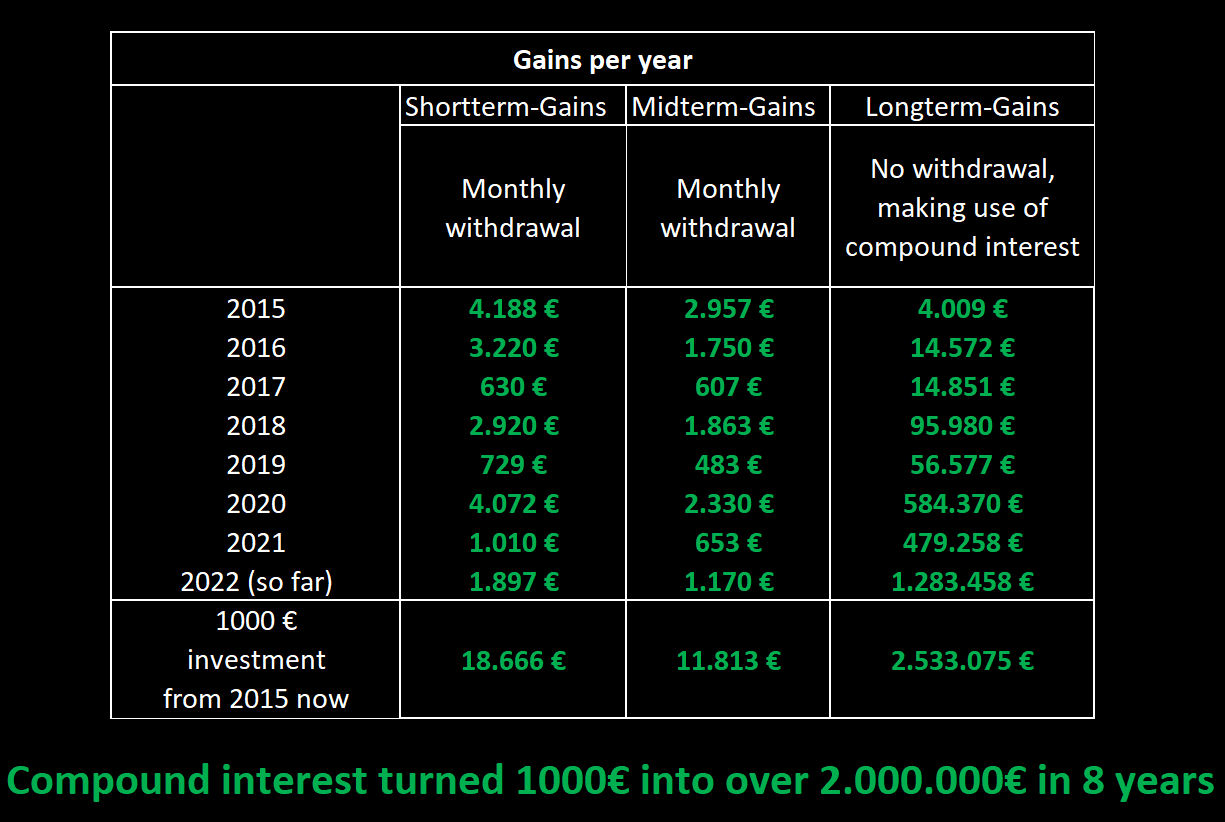 Gains per year
Shortterm-Gains Midterm-Gains Longterm-Gains
Monthly withdrawal Monthly withdrawal No withdrawal, making use of compound interest
2015 4.188 € 2.957 € 4.009 €
2016 3.220 € 1.750 € 14.572 €
2017 630 € 607 € 14.851 €
2018 2.920 € 1.863 € 95.980 €
2019 729 € 483 € 56.577 €
2020 4.072 € 2.330 € 584.370 €
2021 1.010 € 653 € 479.258 €
2022 (so far) 1.897 € 1.170 € 1.283.458 €
1000 € investment from 2015 now 18.666 € 11.813 € 2.533.075 €
Compound interest turned 1000€ into over 2.000.000€ in 8 years